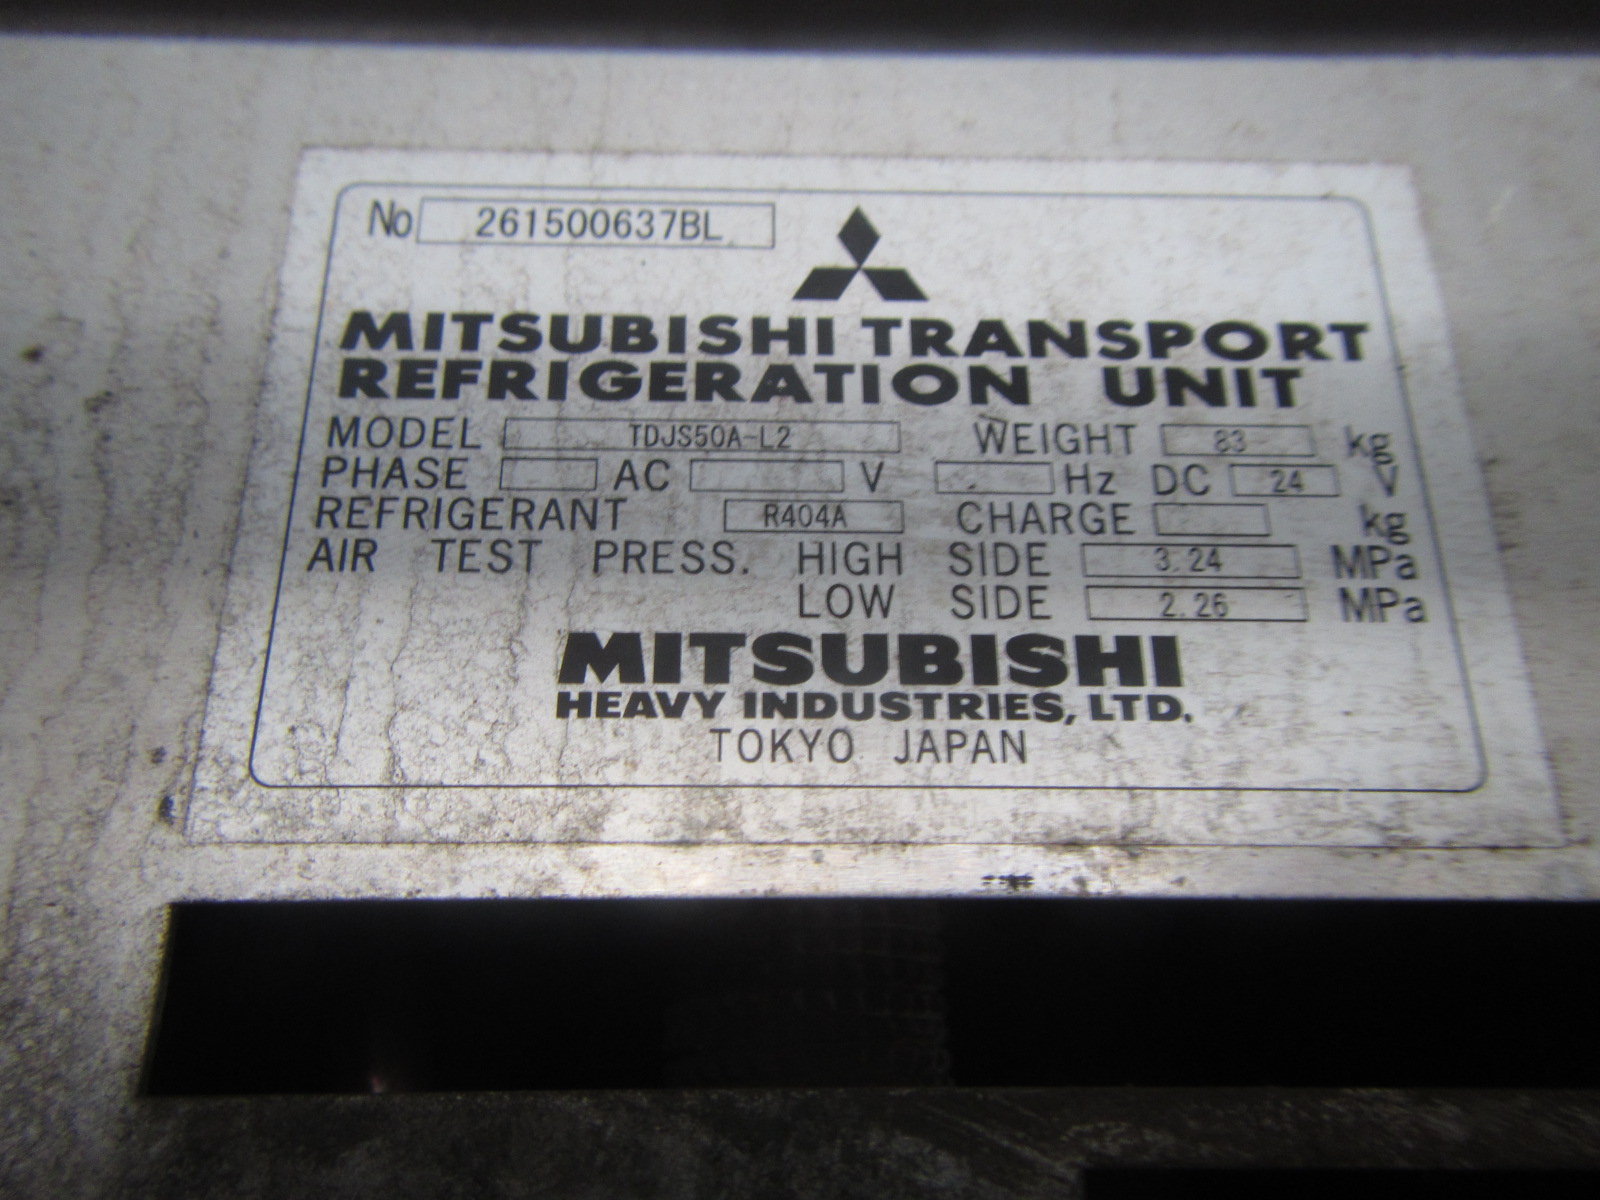 No 261500637BL
MITSUBISHI TRANSPORT
REFRIGERATION UNIT
MODEL TDJS50A-L2 WEIGHT 83 kg
PHASE AC V Hz DC 24 V
REFRIGERANT R404A CHARGE kg
AIR TEST PRESS. HIGH SIDE 3.24 MPa
LOW SIDE 2.26 MPa
MITSUBISHI
HEAVY INDUSTRIES, LTD.
TOKYO JAPAN